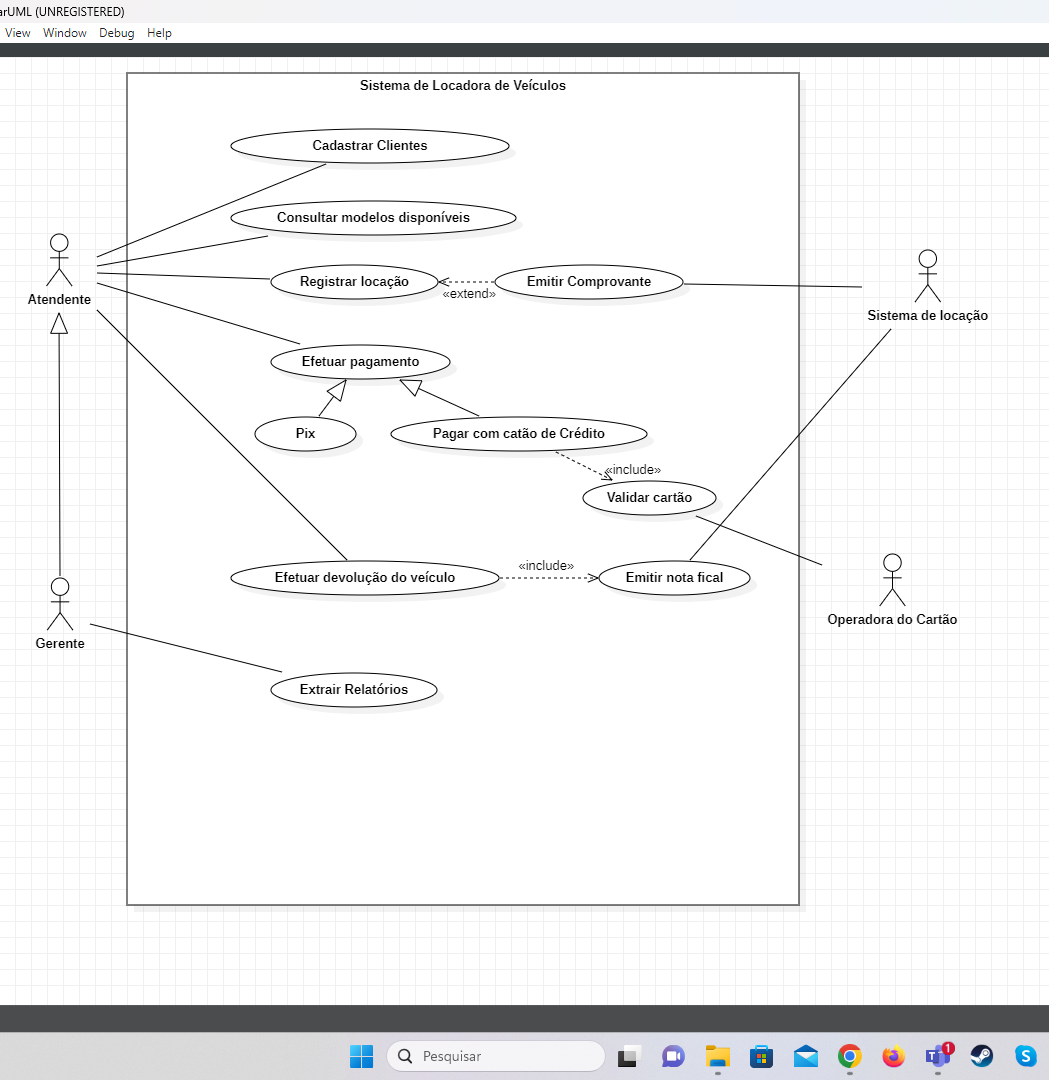 arUML (UNREGISTERED)
View Window Debug Help
Sistema de Locadora de Veículos
Cadastrar Clientes
Consultar modelos disponíveis
Registrar locação
Emitir Comprovante
«extend»
Atendente
Sistema de locação
Efetuar pagamento
Pix
Pagar com catão de Crédito
«include»
Validar cartão
Efetuar devolução do veículo
«include»
Emitir nota fical
Operadora do Cartão
Gerente
Extrair Relatórios
Pesquisar
1